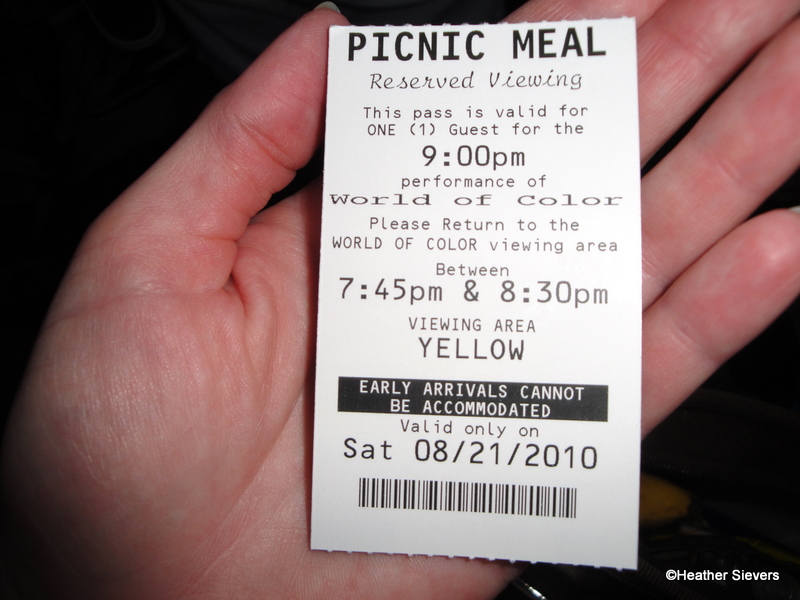 PICNIC MEAL
Reserved Viewing
This pass is valid for
ONE (1) Guest for the
9:00pm
performance of
World of Color
Please Return to the
WORLD OF COLOR viewing area
Between
7:45pm & 8:30pm
VIEWING AREA
YELLOW
EARLY ARRIVALS CANNOT
BE ACCOMMODATED
Valid only on
Sat 08/21/2010
©Heather Sievers